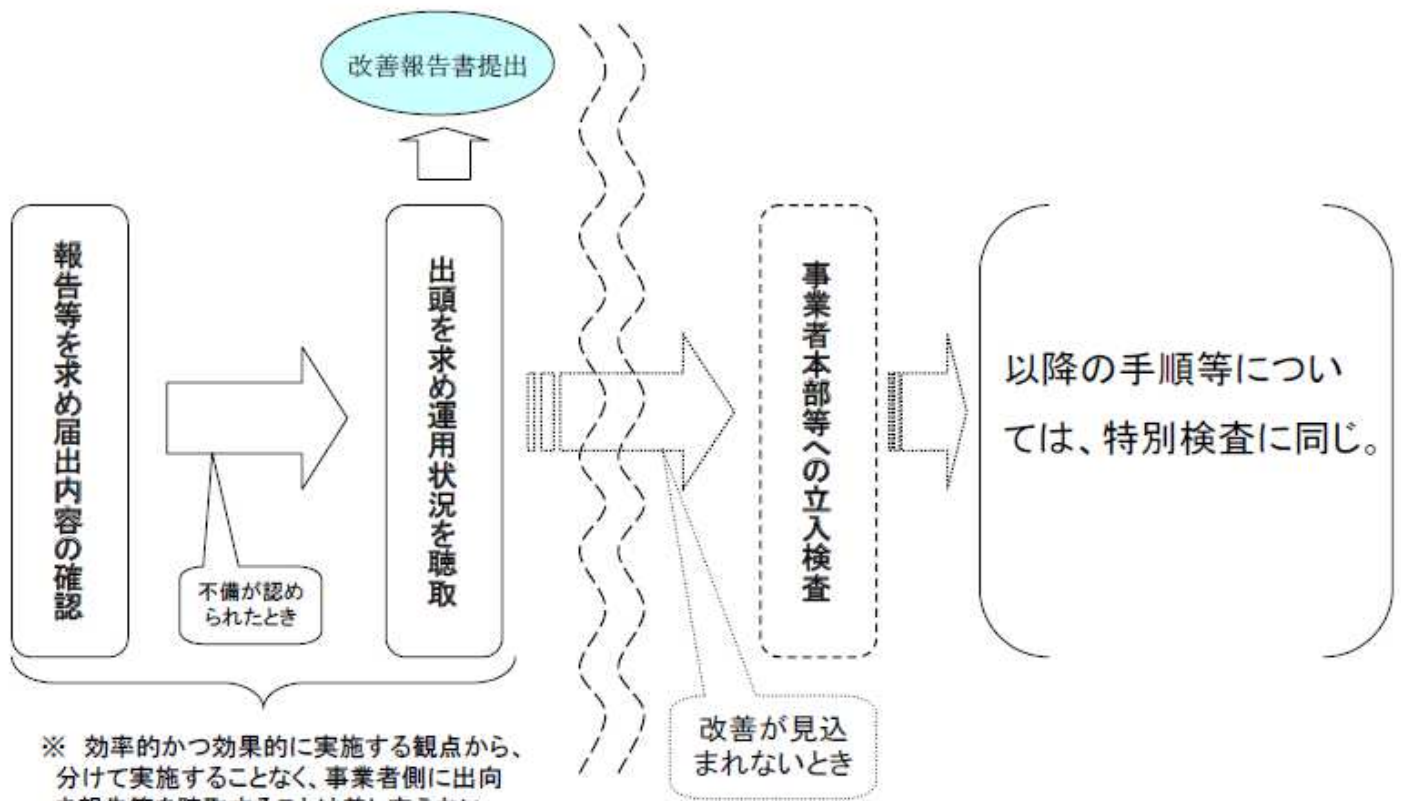 改善報告書提出
報告等を求め届出内容の確認
不備が認め
られたとき
出頭を求め運用状況を聴取
改善が見込
まれないとき
事業者本部等への立入検査
以降の手順等につい
ては、特別検査に同じ。
※ 効率的かつ効果的に実施する観点から、
分けて実施することなく、事業者側に出向